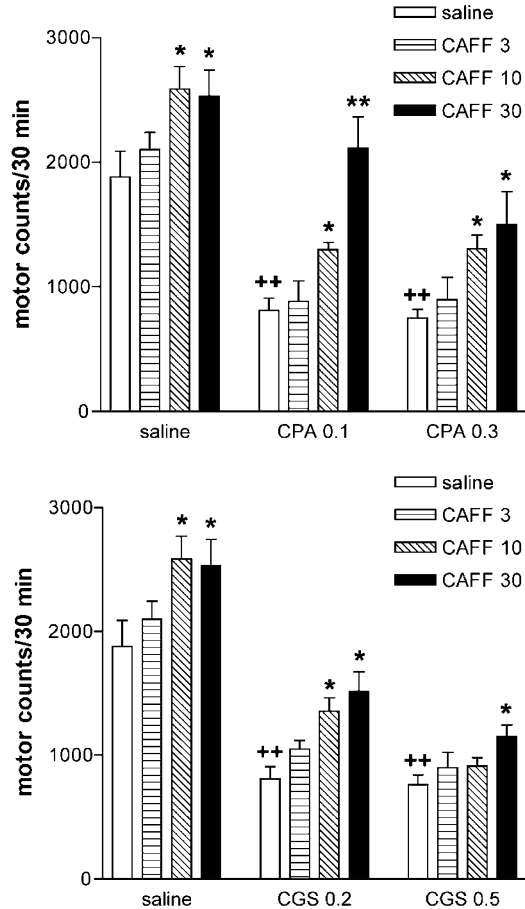 saline
CAFF 3
CAFF 10
CAFF 30
motor counts/30 min
3000
2000
1000
0
* *
++ * **
++ * *
saline CPA 0.1 CPA 0.3
saline
CAFF 3
CAFF 10
CAFF 30
motor counts/30 min
3000
2000
1000
0
* *
++ * *
++ *
saline CGS 0.2 CGS 0.5